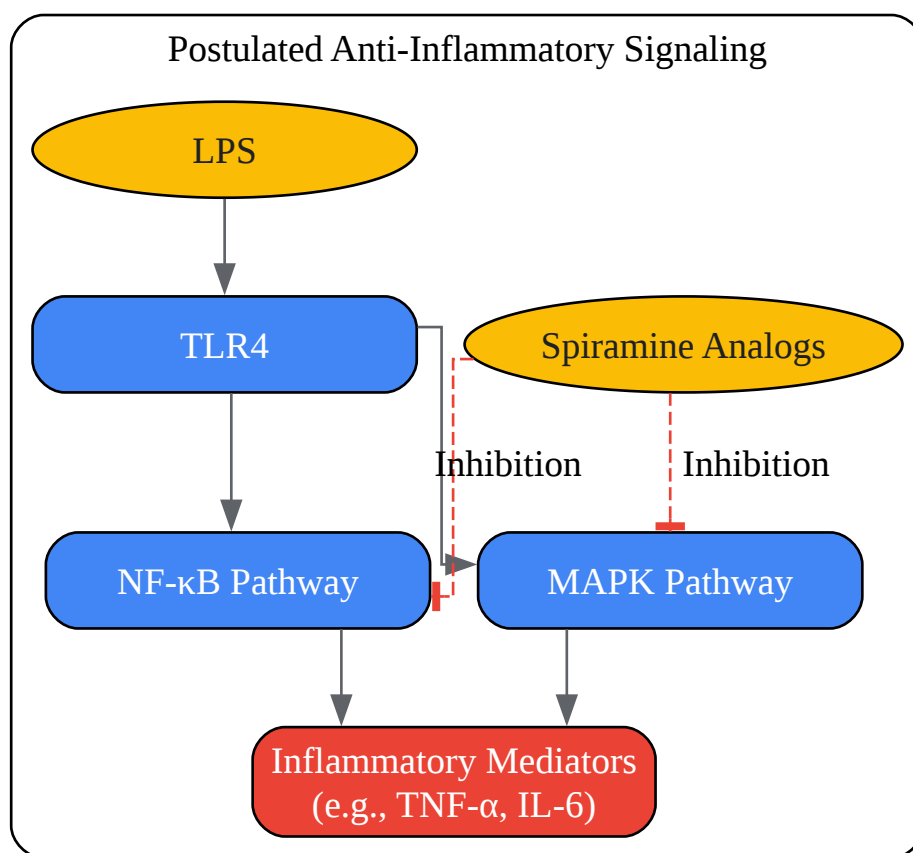 Postulated Anti-Inflammatory Signaling
LPS
TLR4
Spiramine Analogs
Inhibition
Inhibition
NF-κB Pathway
MAPK Pathway
Inflammatory Mediators
(e.g., TNF-α, IL-6)